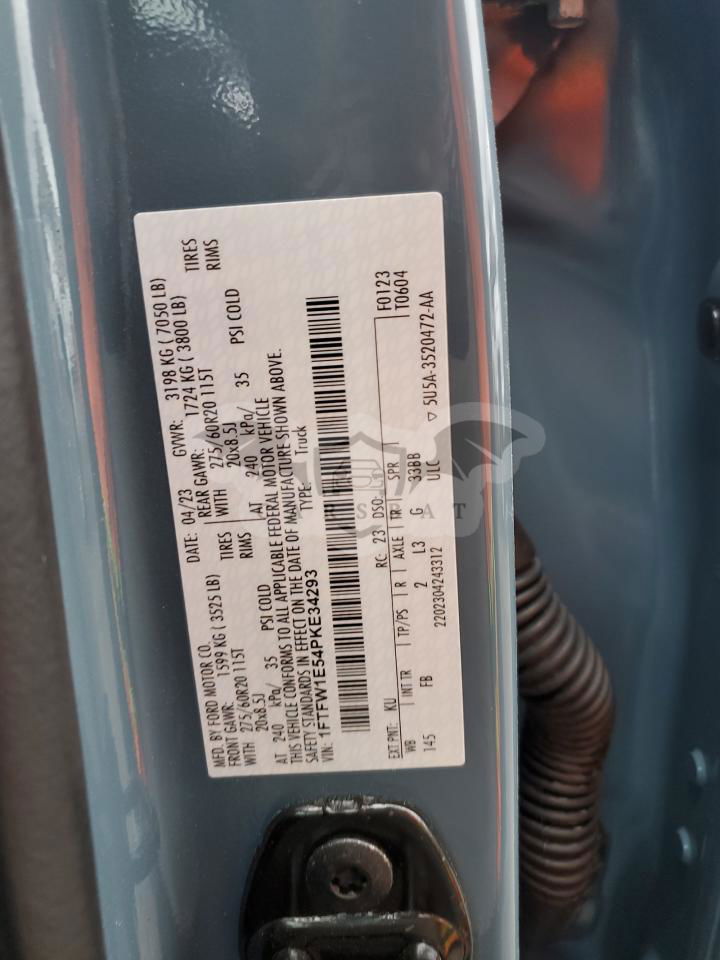 MFD. BY FORD MOTOR CO.
DATE: 04/23 GVWR: 3198 KG ( 7050 LB)
FRONT GAWR: 1599 KG ( 3525 LB) REAR GAWR: 1724 KG ( 3800 LB)
WITH 275/60R20 115T TIRES WITH 275/60R20 115T TIRES
20x8.5J RIMS 20x8.5J RIMS
AT 240 kPa/ 35 PSI COLD AT 240 kPa/ 35 PSI COLD
THIS VEHICLE CONFORMS TO ALL APPLICABLE FEDERAL MOTOR VEHICLE
SAFETY STANDARDS IN EFFECT ON THE DATE OF MANUFACTURE SHOWN ABOVE.
VIN: 1FTFW1E54PKE34293 TYPE: Truck
F0123
EXT PNT: KU RC: 23 DSO: T0604
WB INT TR TP/PS R AXLE TR SPR
145 FB 2 L3 G 33BB
2202304243312 ULC ▽ 5U5A-3520472-AA